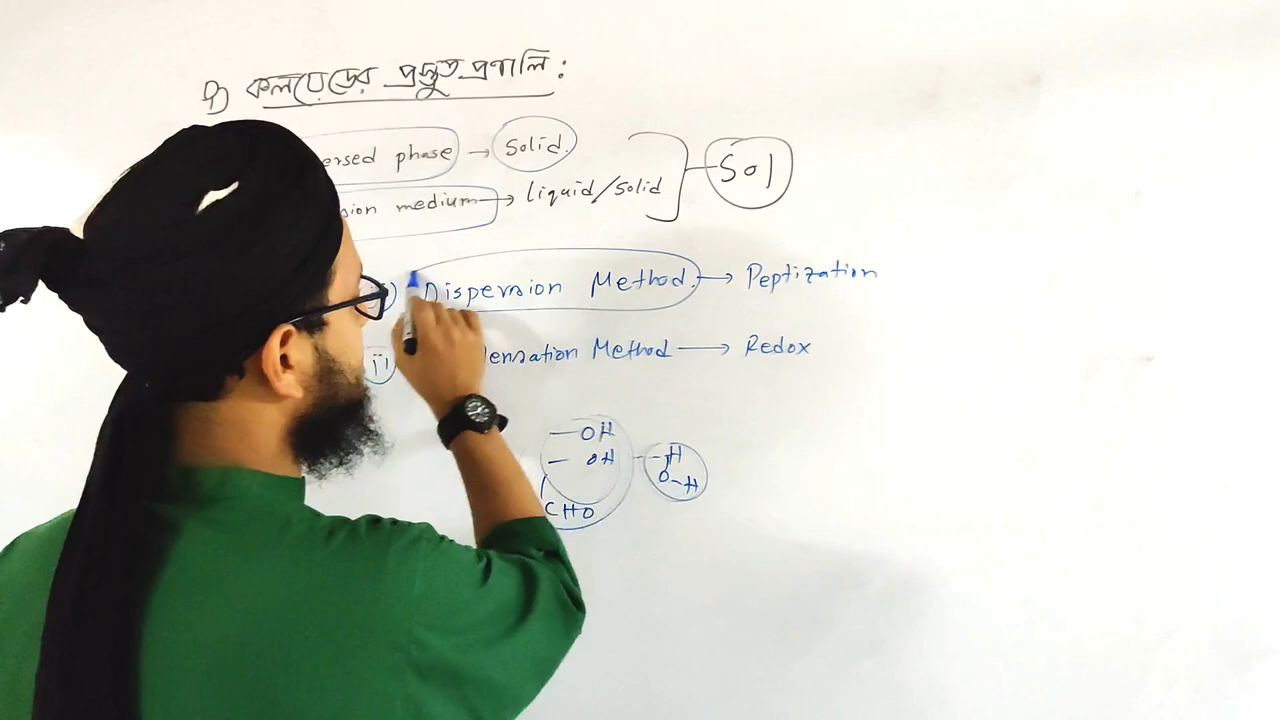 কলয়েডের প্রস্তুত প্রণালি :
ersed phase → Solid.
sion medium → liquid/solid
Sol
i) Dispersion Method. → Peptization
ii) ensation Method → Redox
— OH
— OH - - - H
O - H
CHO